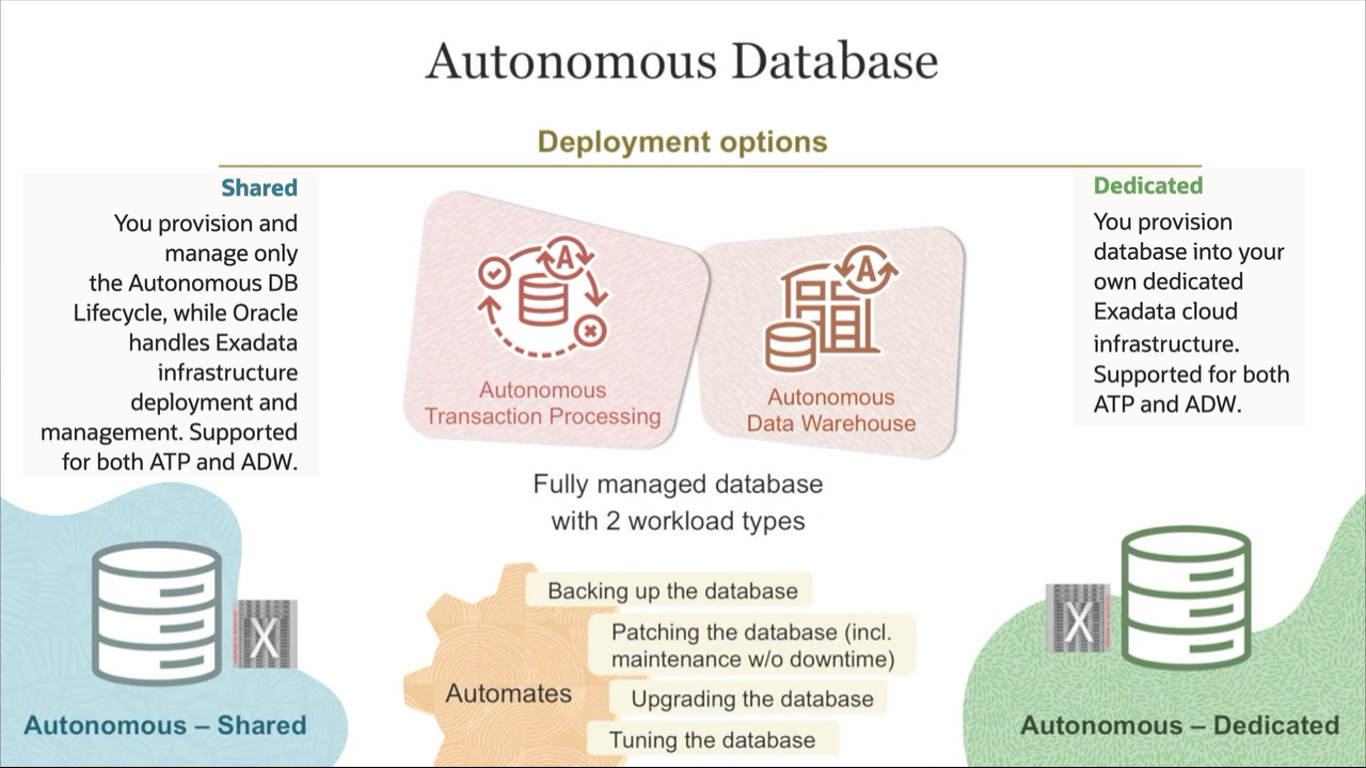 Autonomous Database
Deployment options
Shared
You provision and
manage only
the Autonomous DB
Lifecycle, while Oracle
handles Exadata
infrastructure
deployment and
management. Supported
for both ATP and ADW.
Autonomous – Shared
A
Autonomous
Transaction Processing
A
Autonomous
Data Warehouse
Fully managed database
with 2 workload types
Automates
Backing up the database
Patching the database (incl.
maintenance w/o downtime)
Upgrading the database
Tuning the database
Dedicated
You provision
database into your
own dedicated
Exadata cloud
infrastructure.
Supported for both
ATP and ADW.
X
X
Autonomous – Dedicated